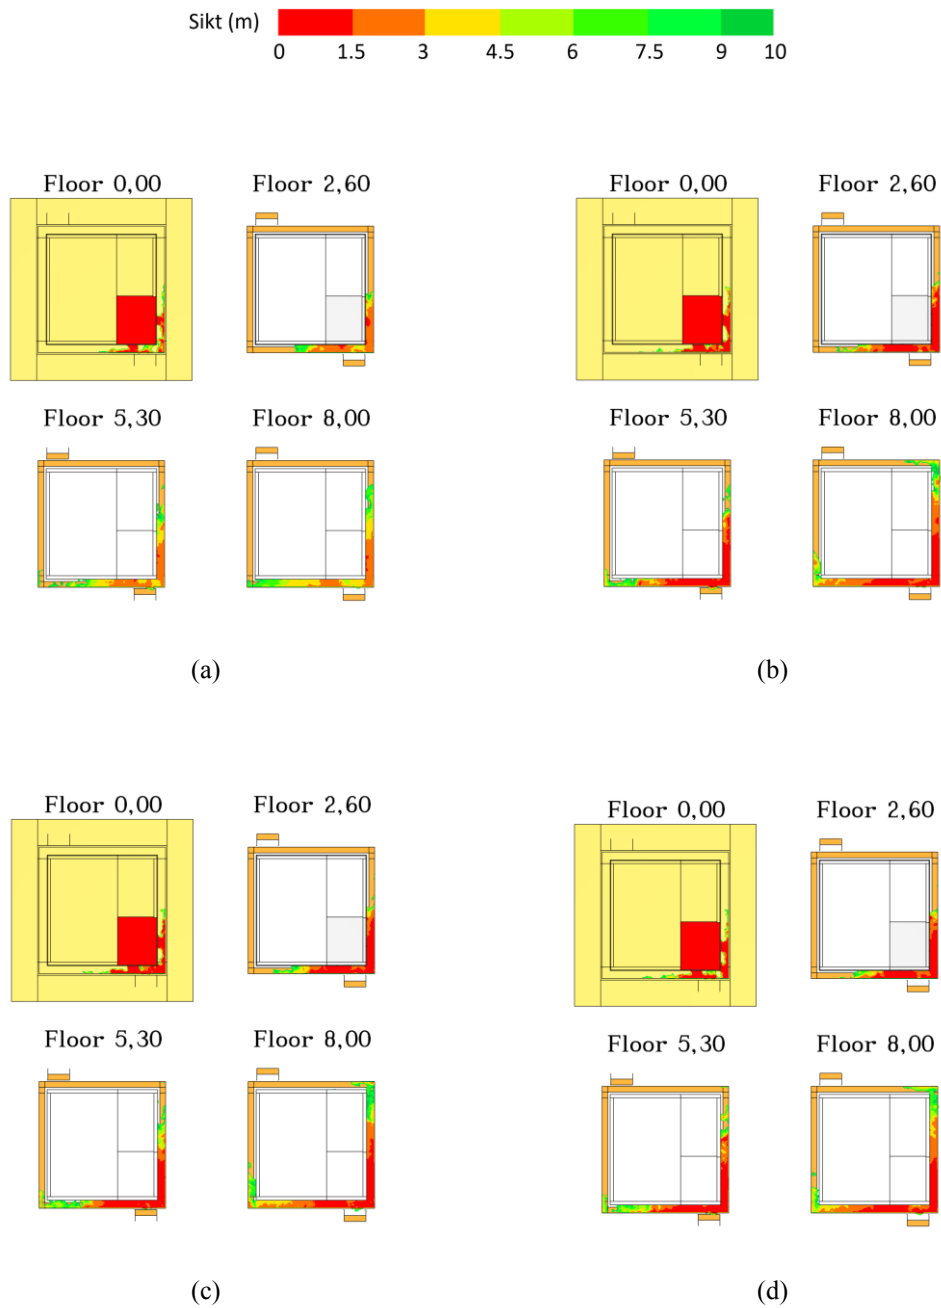 Sikt (m)
0 1.5 3 4.5 6 7.5 9 10
Floor 0,00 Floor 2,60 Floor 0,00 Floor 2,60
Floor 5,30 Floor 8,00 Floor 5,30 Floor 8,00
(a) (b)
Floor 0,00 Floor 2,60 Floor 0,00 Floor 2,60
Floor 5,30 Floor 8,00 Floor 5,30 Floor 8,00
(c) (d)